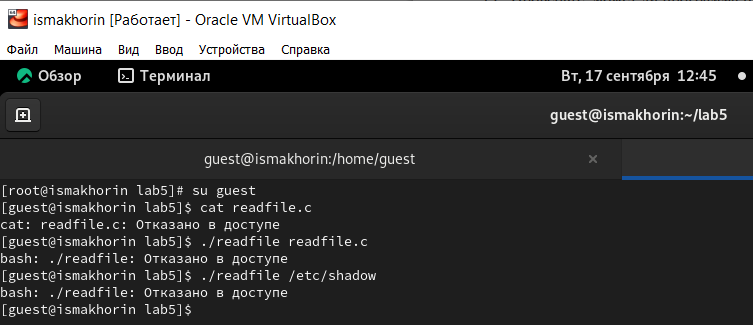 ismakhorin [Работает] - Oracle VM VirtualBox
Файл Машина Вид Ввод Устройства Справка
Обзор Терминал Вт, 17 сентября 12:45
guest@ismakhorin:~/lab5
guest@ismakhorin:/home/guest ×
[root@ismakhorin lab5]# su guest
[guest@ismakhorin lab5]$ cat readfile.c
cat: readfile.c: Отказано в доступе
[guest@ismakhorin lab5]$ ./readfile readfile.c
bash: ./readfile: Отказано в доступе
[guest@ismakhorin lab5]$ ./readfile /etc/shadow
bash: ./readfile: Отказано в доступе
[guest@ismakhorin lab5]$